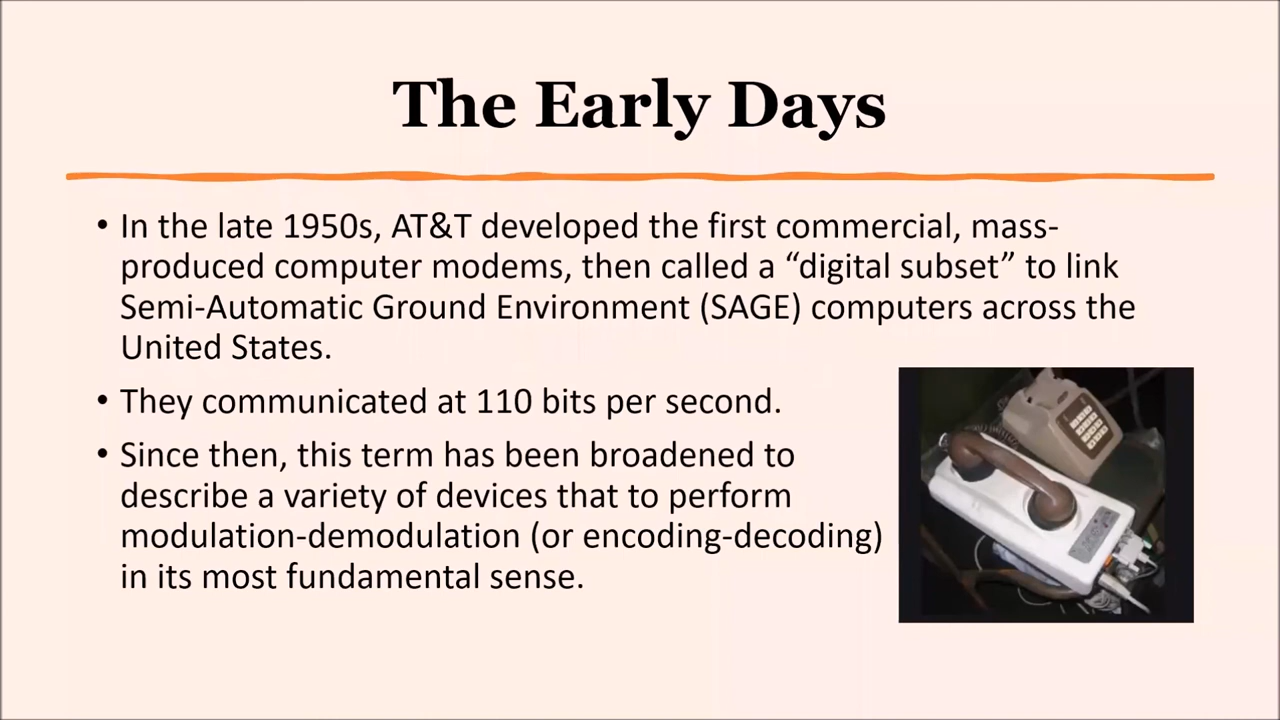 The Early Days
• In the late 1950s, AT&T developed the first commercial, mass-
produced computer modems, then called a “digital subset” to link
Semi-Automatic Ground Environment (SAGE) computers across the
United States.
• They communicated at 110 bits per second.
• Since then, this term has been broadened to
describe a variety of devices that to perform
modulation-demodulation (or encoding-decoding)
in its most fundamental sense.